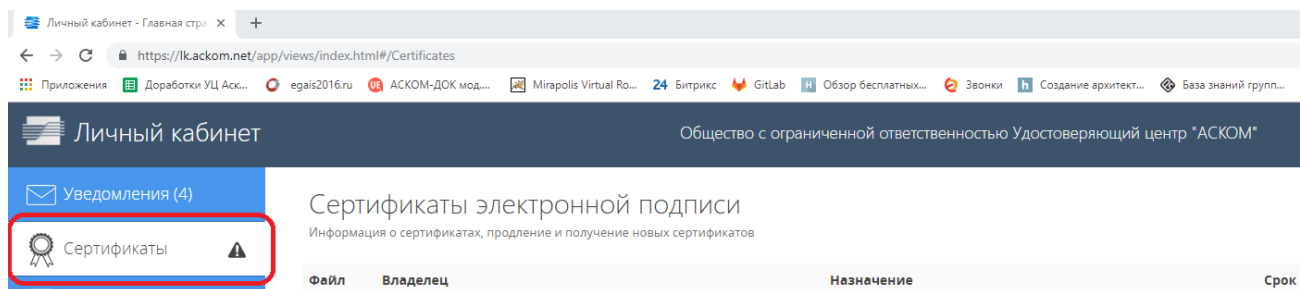 Личный кабинет - Главная стра
https://lk.ackom.net/app/views/index.html#/Certificates
Приложения Доработки УЦ Аск... egais2016.ru АСКОМ-ДОК мод.... Mirapolis Virtual Ro... 24 Битрикс GitLab Обзор бесплатных... Звонки Создание архитект... База знаний групп...
Личный кабинет Общество с ограниченной ответственностью Удостоверяющий центр "АСКОМ"
Уведомления (4)
Сертификаты электронной подписи
Информация о сертификатах, продление и получение новых сертификатов
Сертификаты
Файл Владелец Назначение Срок